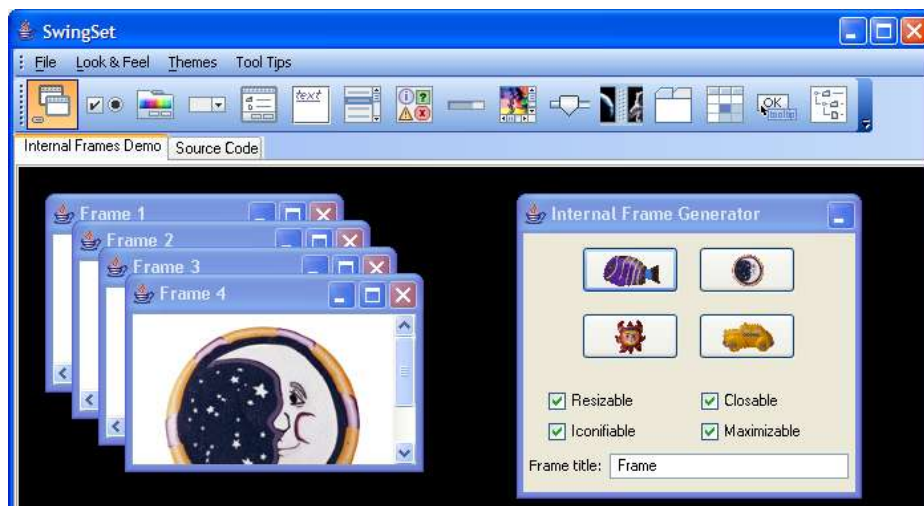 SwingSet
File Look & Feel Themes Tool Tips
text
OK
tooltip
Internal Frames Demo Source Code
Frame 1
Frame 2
Frame 3
Frame 4
Internal Frame Generator
Resizable Closable
Iconifiable Maximizable
Frame title: Frame